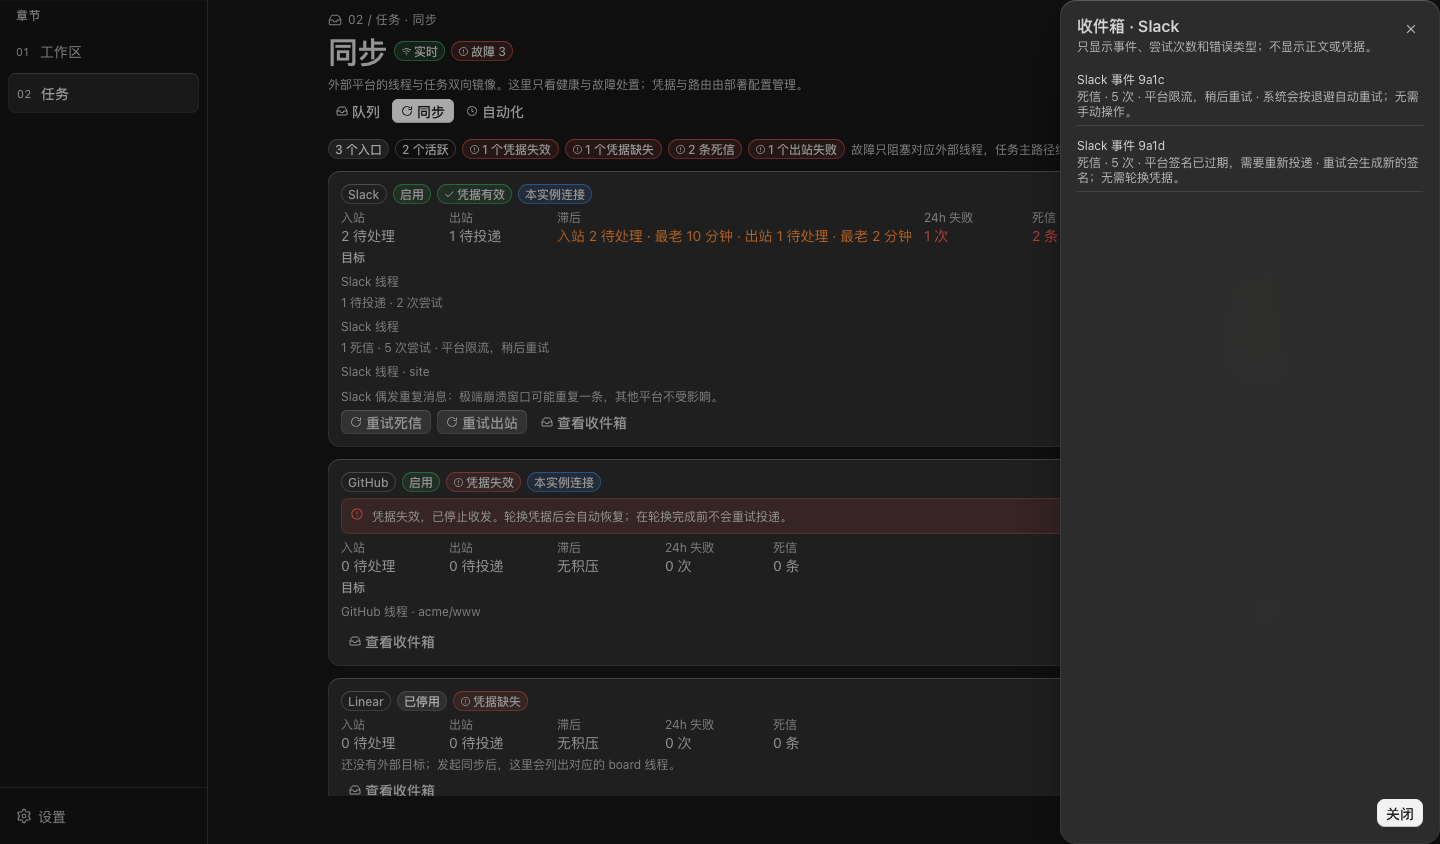 章节
01 工作区
02 任务
设置
02 / 任务 · 同步
同步 实时 故障 3
外部平台的线程与任务双向镜像。这里只看健康与故障处置；凭据与路由由部署配置管理。
队列 同步 自动化
3 个入口 2 个活跃 1 个凭据失效 1 个凭据缺失 2 条死信 1 个出站失败 故障只阻塞对应外部线程，任务主路径
Slack 启用 凭据有效 本实例连接
入站 出站 滞后 24h 失败 死信
2 待处理 1 待投递 入站 2 待处理 · 最老 10 分钟 · 出站 1 待处理 · 最老 2 分钟 1 次 2 条
目标
Slack 线程
1 待投递 · 2 次尝试
Slack 线程
1 死信 · 5 次尝试 · 平台限流，稍后重试
Slack 线程 · site
Slack 偶发重复消息：极端崩溃窗口可能重复一条，其他平台不受影响。
重试死信 重试出站 查看收件箱
GitHub 启用 凭据失效 本实例连接
凭据失效，已停止收发。轮换凭据后会自动恢复；在轮换完成前不会重试投递。
入站 出站 滞后 24h 失败 死信
0 待处理 0 待投递 无积压 0 次 0 条
目标
GitHub 线程 · acme/www
查看收件箱
Linear 已停用 凭据缺失
入站 出站 滞后 24h 失败 死信
0 待处理 0 待投递 无积压 0 次 0 条
还没有外部目标；发起同步后，这里会列出对应的 board 线程。
查看收件箱
收件箱 · Slack
只显示事件、尝试次数和错误类型；不显示正文或凭据。
Slack 事件 9a1c
死信 · 5 次 · 平台限流，稍后重试 · 系统会按退避自动重试；无需
手动操作。
Slack 事件 9a1d
死信 · 5 次 · 平台签名已过期，需要重新投递 · 重试会生成新的签
名；无需轮换凭据。
关闭